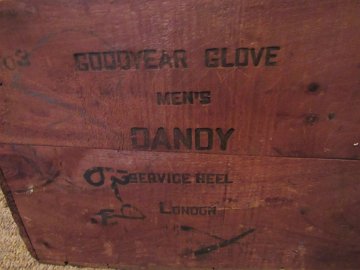 GOODYEAR GLOVE
MEN'S
DANDY
SERVICE HEEL
LONDON